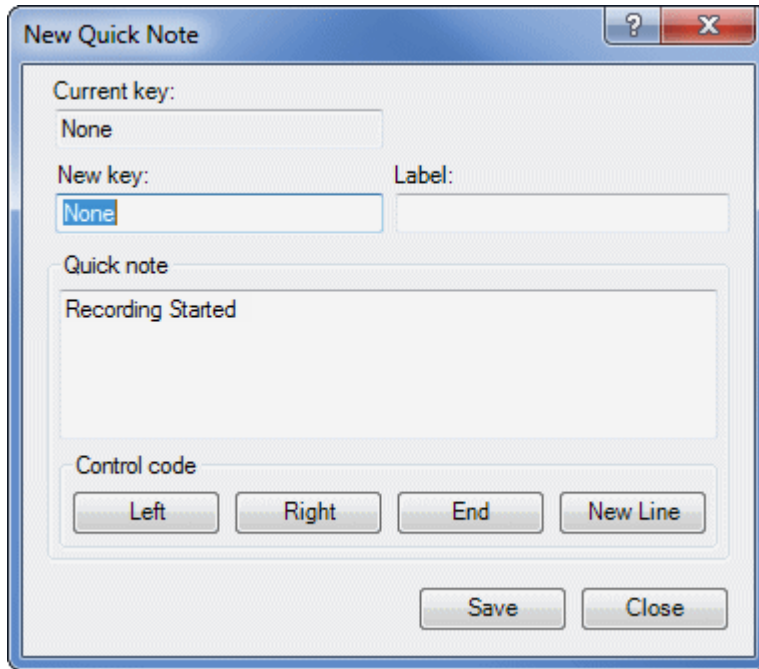 New Quick Note
?
X
Current key:
None
New key: Label:
None
Quick note
Recording Started
Control code
Left Right End New Line
Save Close